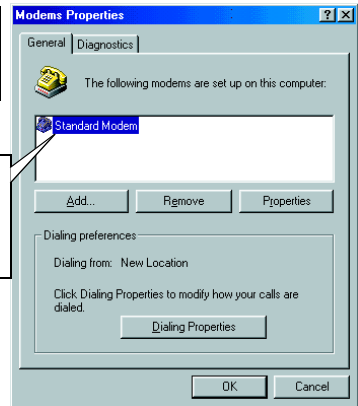 Modems Properties
General Diagnostics
The following modems are set up on this computer:
Standard Modem
Add... Remove Properties
Dialing preferences
Dialing from: New Location
Click Dialing Properties to modify how your calls are
dialed.
Dialing Properties
OK Cancel